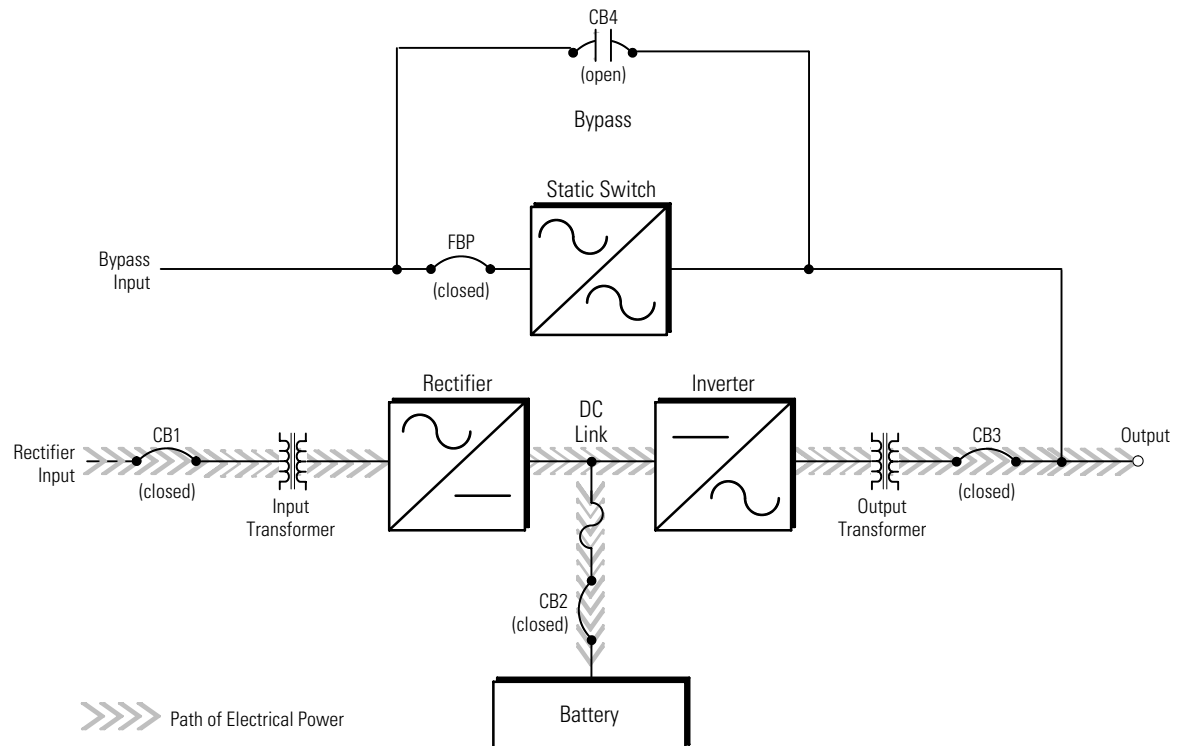 CB4
(open)
Bypass
Static Switch
FBP
(closed)
Bypass
Input
Rectifier
Inverter
DC
Link
CB1
(closed)
Rectifier
Input
Input
Transformer
Output
Transformer
CB3
(closed)
Output
CB2
(closed)
Battery
Path of Electrical Power